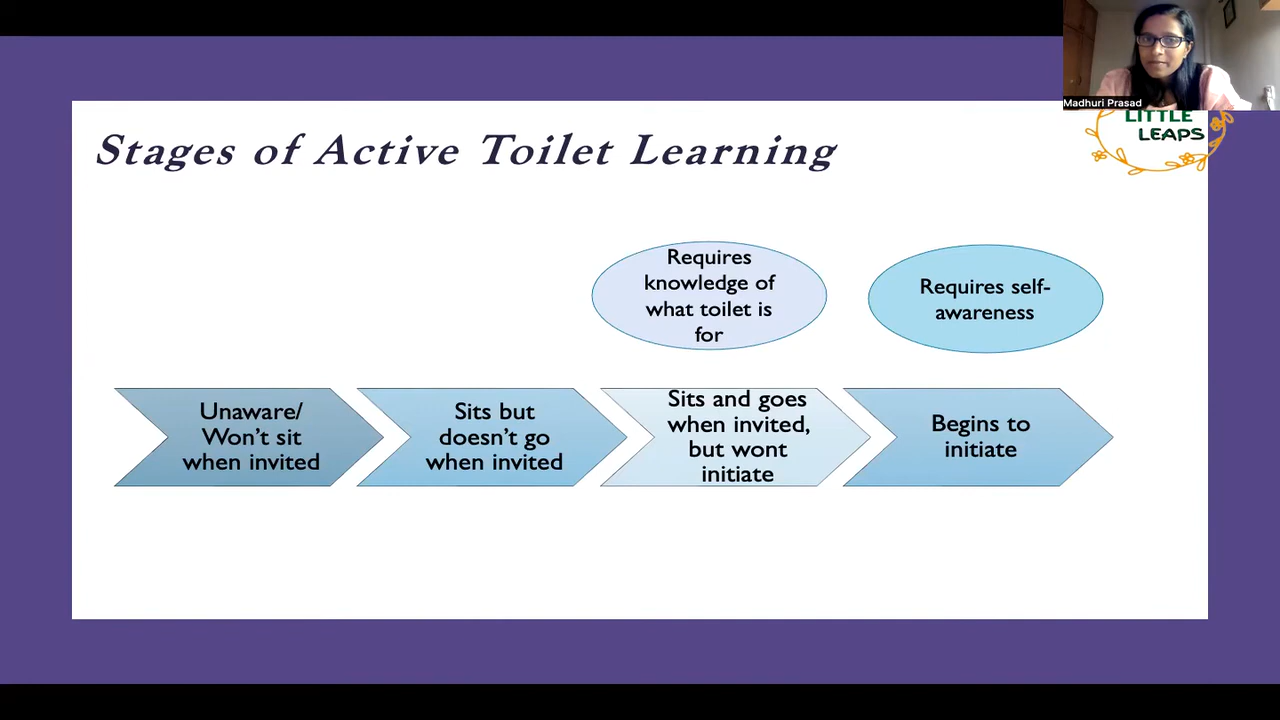 Madhuri Prasad
LITTLE
LEAPS
Stages of Active Toilet Learning
Requires
knowledge of
what toilet is
for
Requires self-
awareness
Unaware/
Won't sit
when invited
Sits but
doesn't go
when invited
Sits and goes
when invited,
but wont
initiate
Begins to
initiate